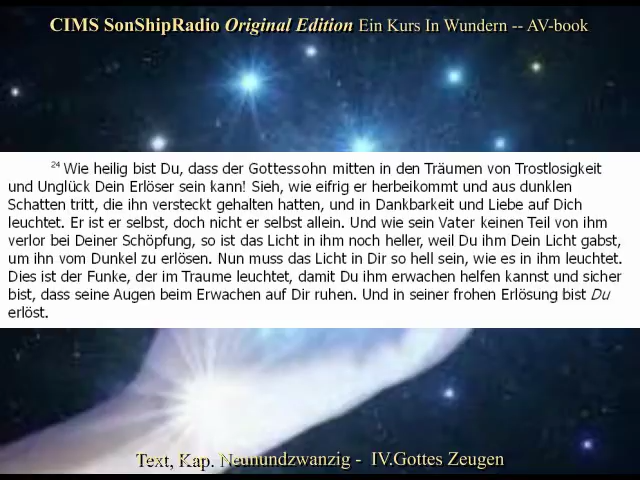 CIMS SonShipRadio Original Edition Ein Kurs In Wundern -- AV-book
24 Wie heilig bist Du, dass der Gottessohn mitten in den Träumen von Trostlosigkeit
und Unglück Dein Erlöser sein kann! Sieh, wie eifrig er herbeikommt und aus dunklen
Schatten tritt, die ihn versteckt gehalten hatten, und in Dankbarkeit und Liebe auf Dich
leuchtet. Er ist er selbst, doch nicht er selbst allein. Und wie sein Vater keinen Teil von ihm
verlor bei Deiner Schöpfung, so ist das Licht in ihm noch heller, weil Du ihm Dein Licht gabst,
um ihn vom Dunkel zu erlösen. Nun muss das Licht in Dir so hell sein, wie es in ihm leuchtet.
Dies ist der Funke, der im Traume leuchtet, damit Du ihm erwachen helfen kannst und sicher
bist, dass seine Augen beim Erwachen auf Dir ruhen. Und in seiner frohen Erlösung bist Du
erlöst.
Text, Kap. Neunundzwanzig - IV.Gottes Zeugen